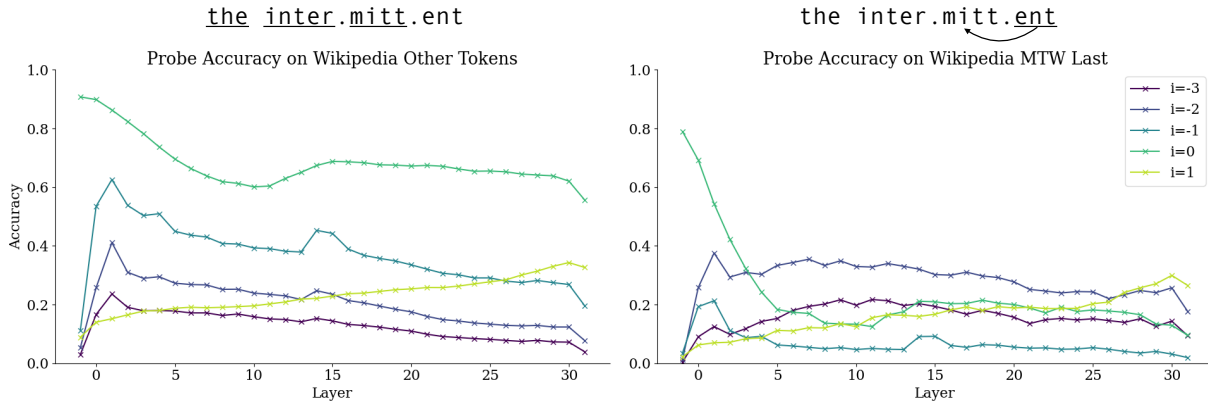 the inter.mitt.ent
Probe Accuracy on Wikipedia Other Tokens
1.0
0.8
0.6
0.4
0.2
0.0
Accuracy
0 5 10 15 20 25 30
Layer
the inter.mitt.ent
Probe Accuracy on Wikipedia MTW Last
1.0
0.8
0.6
0.4
0.2
0.0
i=-3
i=-2
i=-1
i=0
i=1
0 5 10 15 20 25 30
Layer